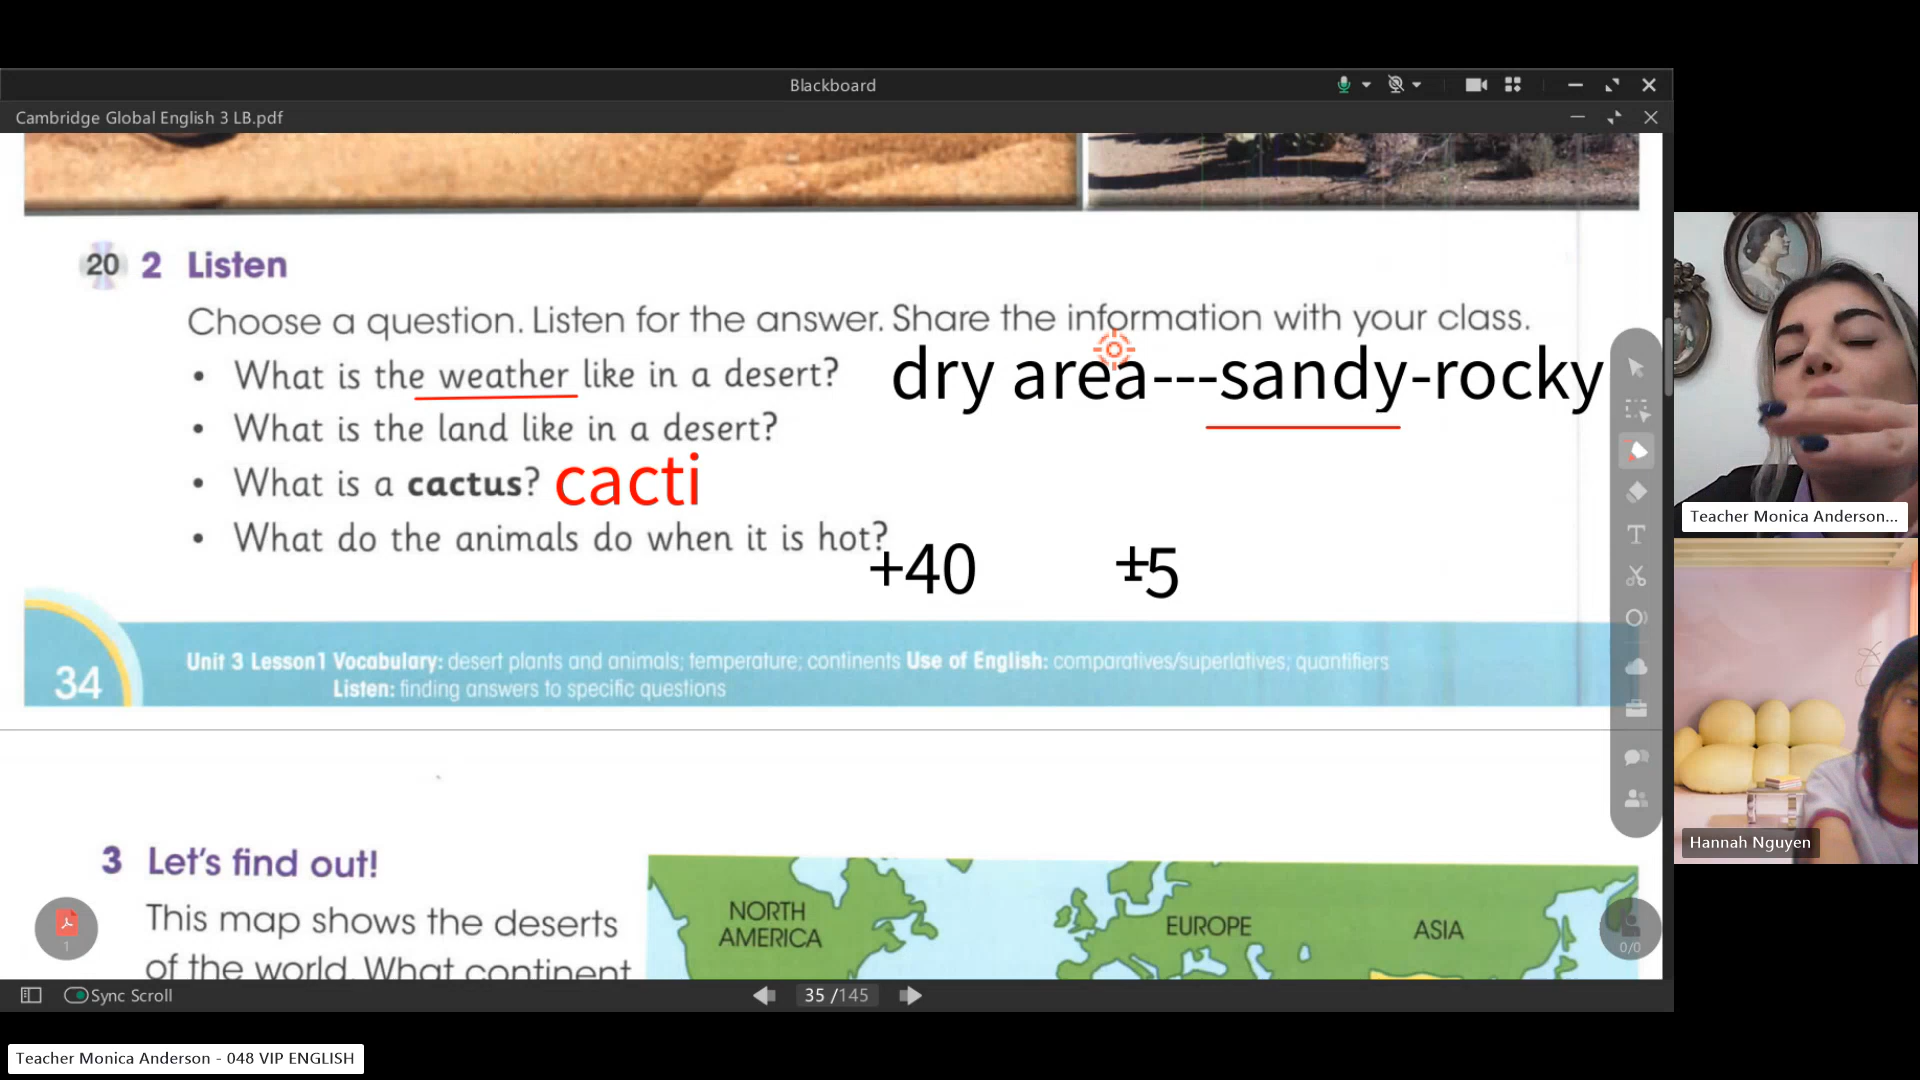 Blackboard
Cambridge Global English 3 LB.pdf
20 2 Listen
Choose a question. Listen for the answer. Share the information with your class.
• What is the weather like in a desert?
dry area---sandy-rocky
• What is the land like in a desert?
• What is a cactus? cacti
• What do the animals do when it is hot?
+40 ±5
34
Unit 3 Lesson1 Vocabulary: desert plants and animals; temperature; continents Use of English: comparatives/superlatives; quantifiers
Listen: finding answers to specific questions
3 Let's find out!
This map shows the deserts
of the world. What continent
NORTH
AMERICA
EUROPE
ASIA
1
0/0
Sync Scroll
35 /145
Teacher Monica Anderson...
Hannah Nguyen
Teacher Monica Anderson - 048 VIP ENGLISH